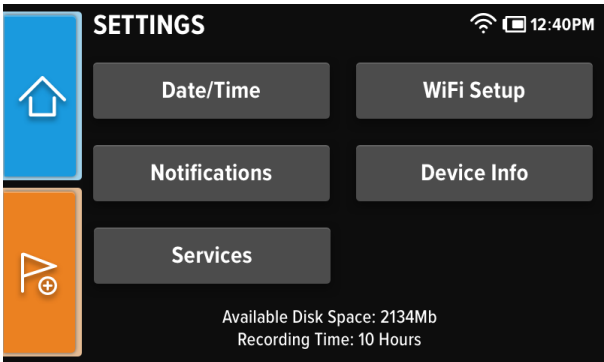 SETTINGS
12:40PM
Date/Time
WiFi Setup
Notifications
Device Info
Services
Available Disk Space: 2134Mb
Recording Time: 10 Hours